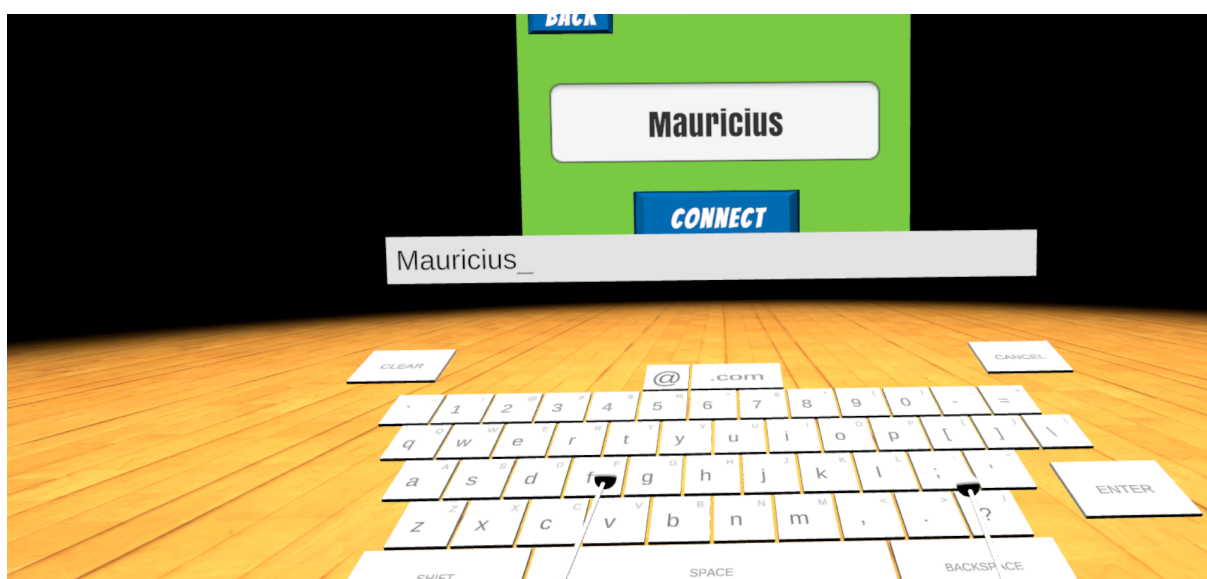 BACK
Mauricius
CONNECT
Mauricius_
CLEAR
CANCEL
@ .com
` 1 2 3 4 5 6 7 8 9 0 - =
q w e r t y u i o p [ ] \
a s d f g h j k l ; '
ENTER
z x c v b n m , . ?
SHIFT SPACE BACKSPACE